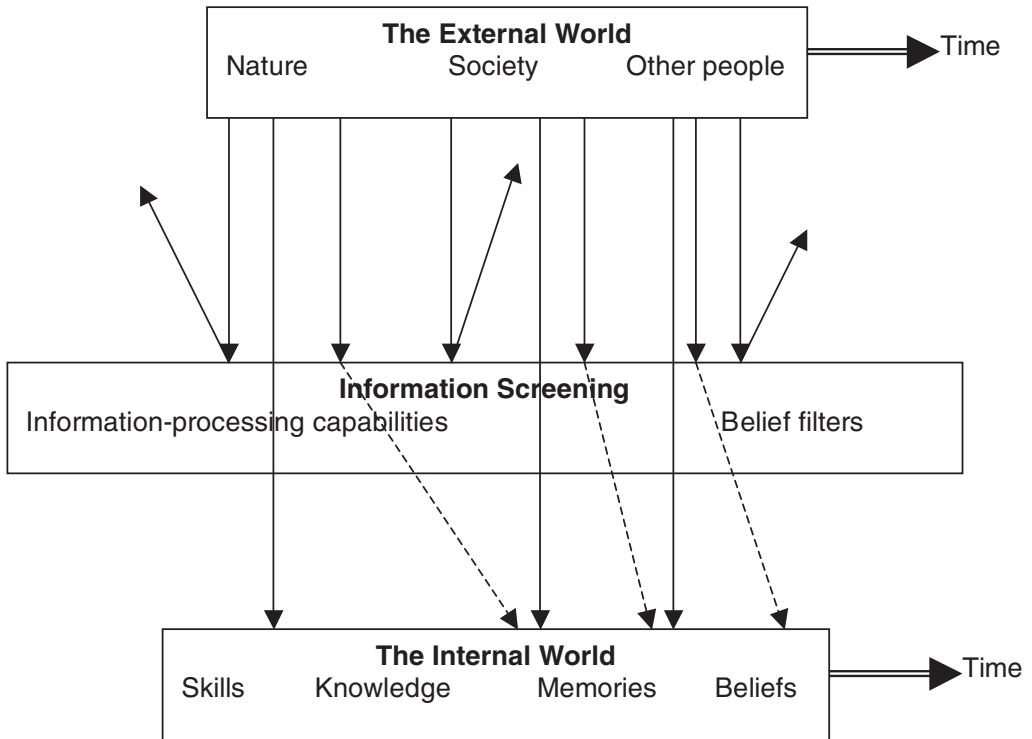 The External World
Nature Society Other people
Time
Information Screening
Information-processing capabilities Belief filters
The Internal World
Skills Knowledge Memories Beliefs
Time